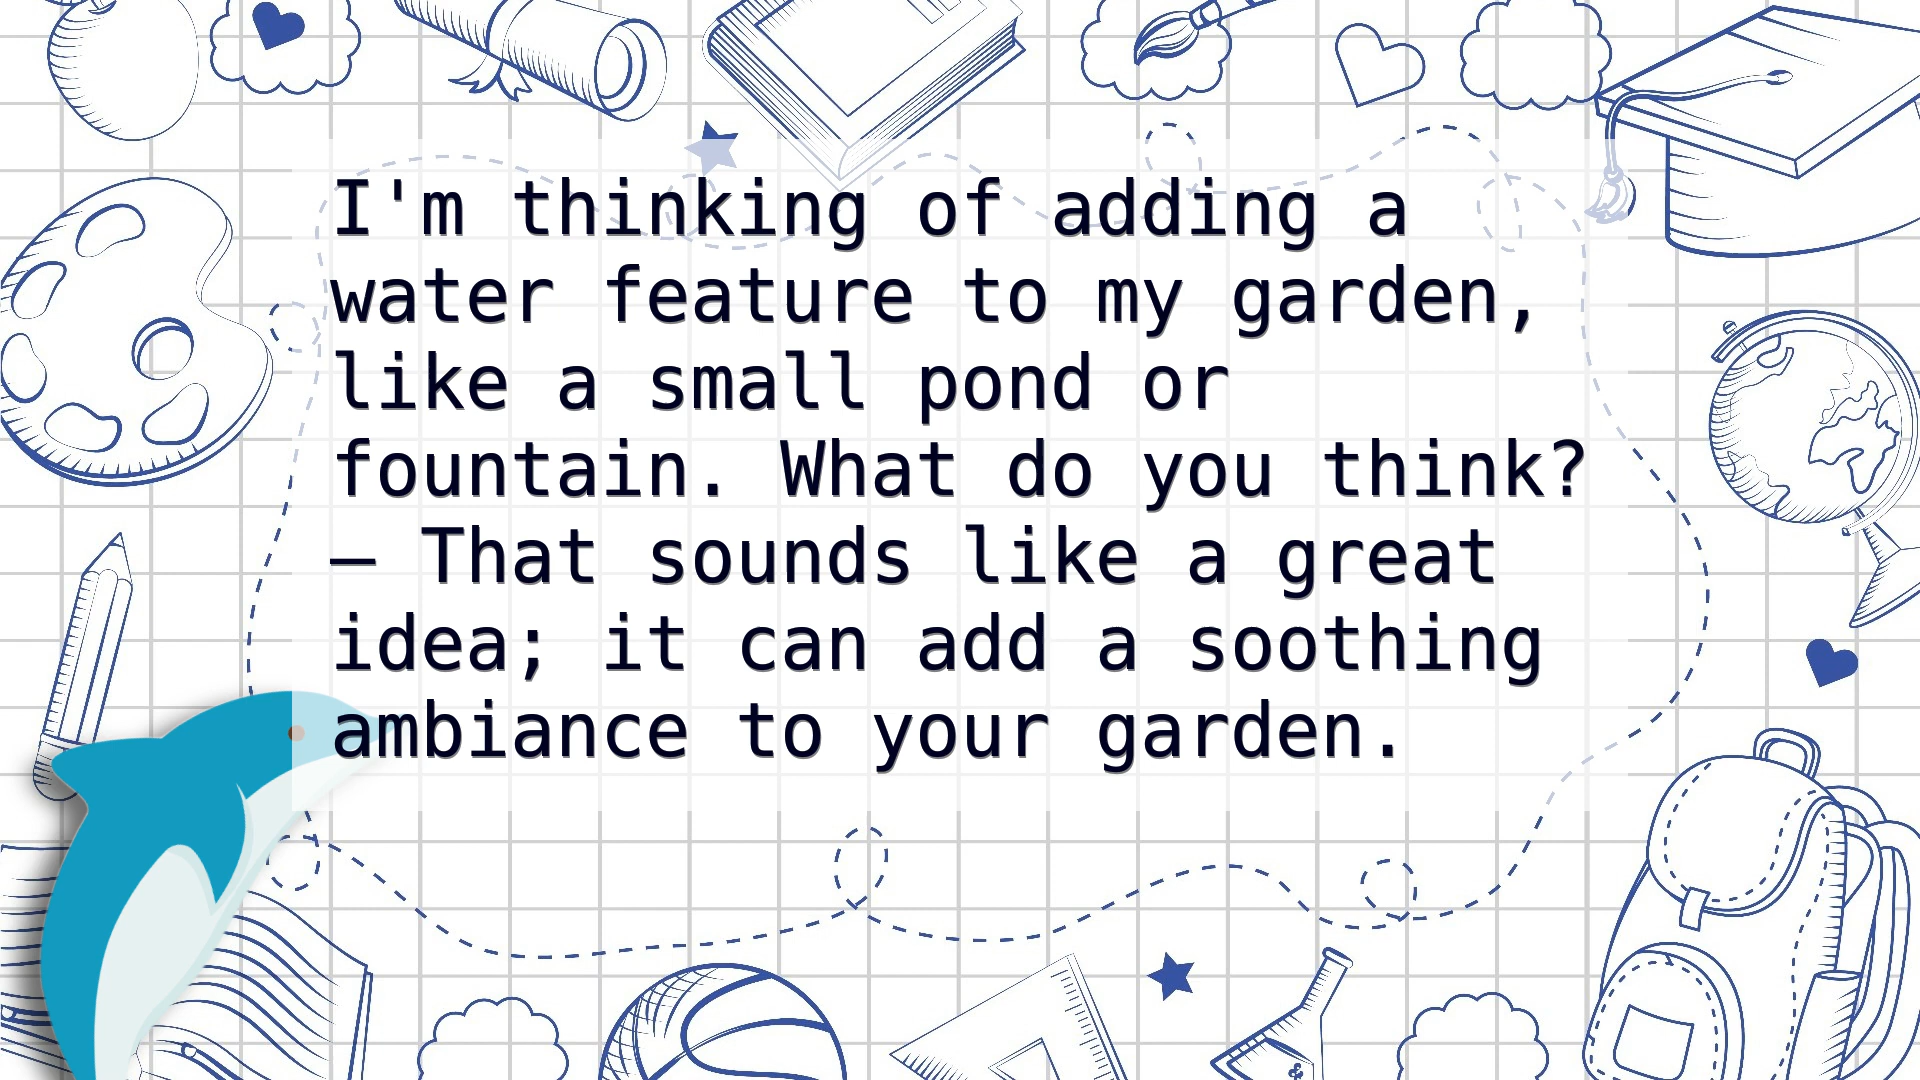 I'm thinking of adding a
water feature to my garden,
like a small pond or
fountain. What do you think?
– That sounds like a great
idea; it can add a soothing
ambiance to your garden.